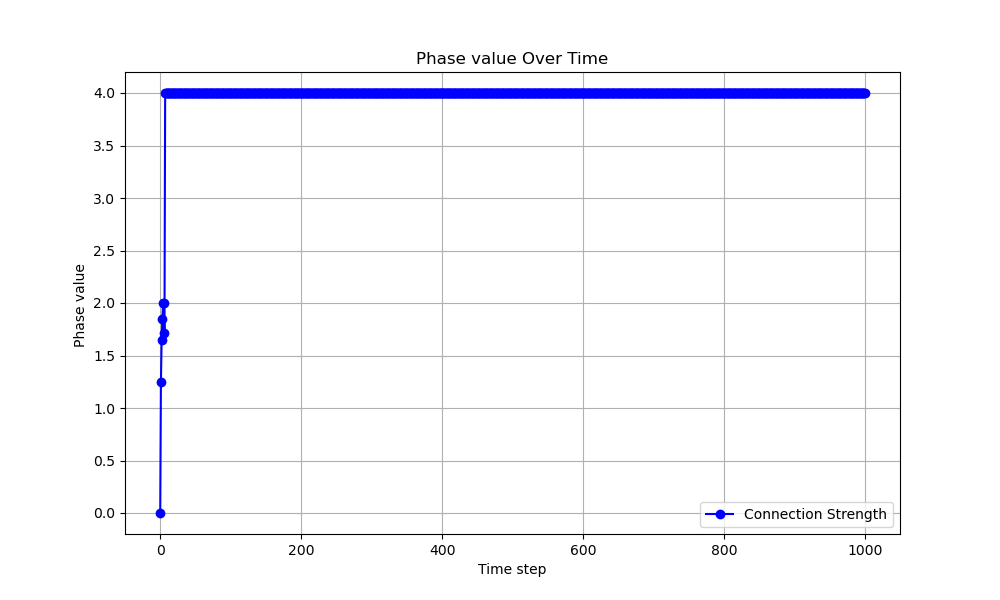 Phase value Over Time
4.0
3.5
3.0
2.5
2.0
1.5
1.0
0.5
0.0
Phase value
Connection Strength
0 200 400 600 800 1000
Time step